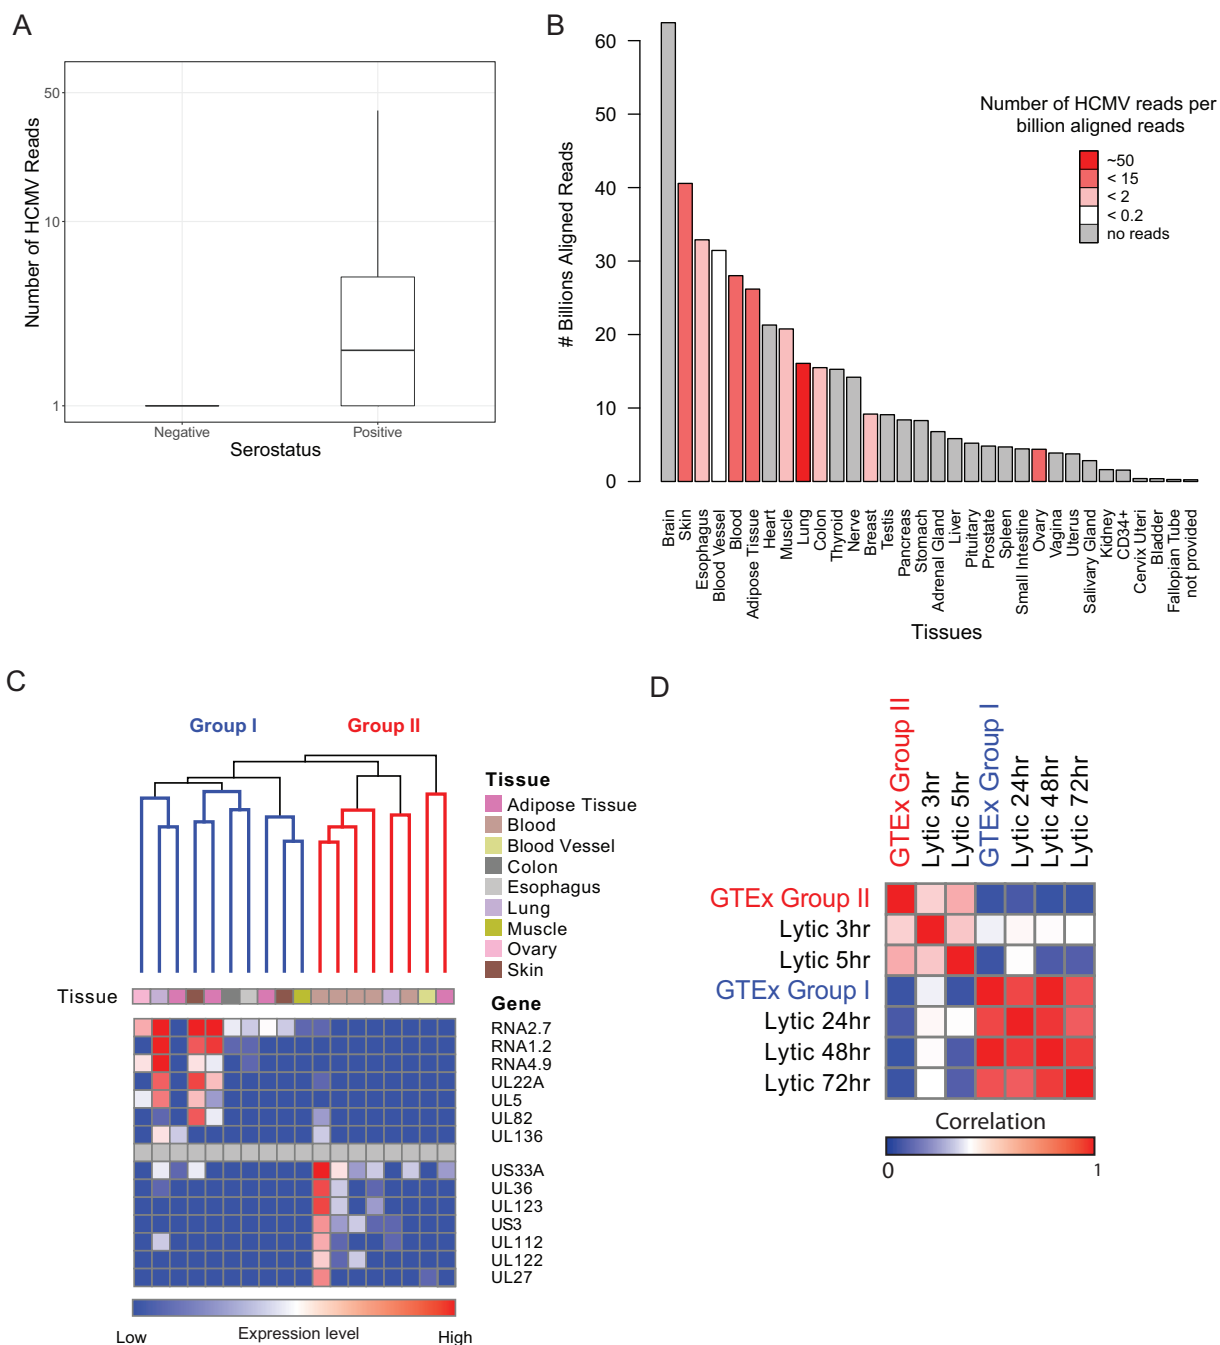 A
Number of HCMV Reads
50
10
1
Negative
Positive
Serostatus
B
# Billions Aligned Reads
60
50
40
30
20
10
0
Number of HCMV reads per
billion aligned reads
~50
< 15
< 2
< 0.2
no reads
Brain
Skin
Esophagus
Blood Vessel
Blood
Adipose Tissue
Heart
Muscle
Lung
Colon
Thyroid
Nerve
Breast
Testis
Pancreas
Stomach
Adrenal Gland
Liver
Pituitary
Prostate
Spleen
Small Intestine
Ovary
Vagina
Uterus
Salivary Gland
Kidney
CD34+
Cervix Uteri
Bladder
Fallopian Tube
not provided
Tissues
C
Group I
Group II
Tissue
Adipose Tissue
Blood
Blood Vessel
Colon
Esophagus
Lung
Muscle
Ovary
Skin
Tissue
Gene
RNA2.7
RNA1.2
RNA4.9
UL22A
UL5
UL82
UL136
US33A
UL36
UL123
US3
UL112
UL122
UL27
Low
Expression level
High
D
GTEx Group II
Lytic 3hr
Lytic 5hr
GTEx Group I
Lytic 24hr
Lytic 48hr
Lytic 72hr
GTEx Group II
Lytic 3hr
Lytic 5hr
GTEx Group I
Lytic 24hr
Lytic 48hr
Lytic 72hr
Correlation
0
1